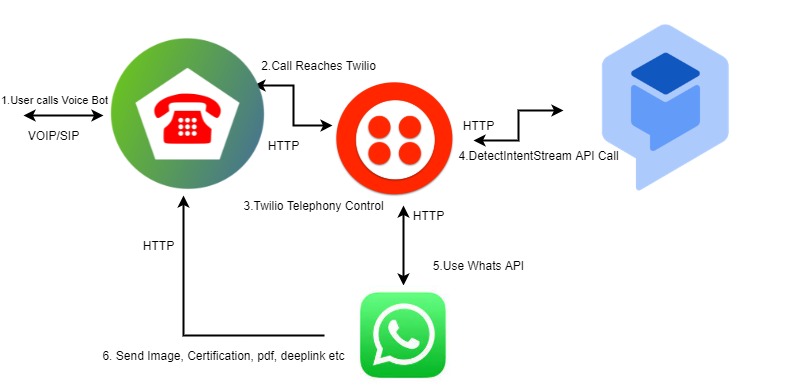 2.Call Reaches Twilio
1.User calls Voice Bot
VOIP/SIP
HTTP
HTTP
4.DetectIntentStream API Call
3.Twilio Telephony Control
HTTP
HTTP
5.Use Whats API
6. Send Image, Certification, pdf, deeplink etc